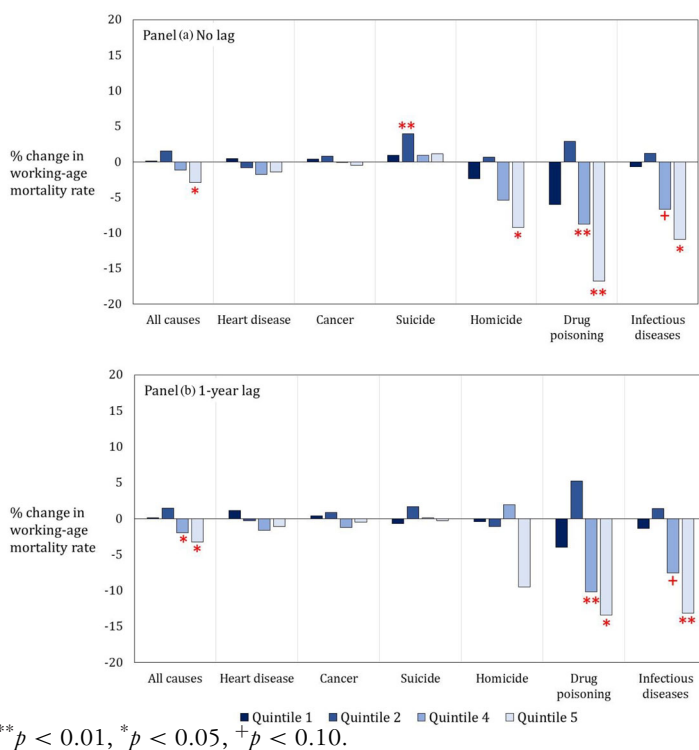 20
Panel (a) No lag
15
10
5
**
% change in
working-age
mortality rate
0
-5
*
+
-10
**
*
*
-15
**
-20
All causes
Heart disease
Cancer
Suicide
Homicide
Drug
poisoning
Infectious
diseases
20
Panel (b) 1-year lag
15
10
5
% change in
working-age
mortality rate
0
*
*
-5
+
-10
**
*
**
-15
-20
All causes
Heart disease
Cancer
Suicide
Homicide
Drug
poisoning
Infectious
diseases
Quintile 1 Quintile 2 Quintile 4 Quintile 5
**p < 0.01, *p < 0.05, +p < 0.10.